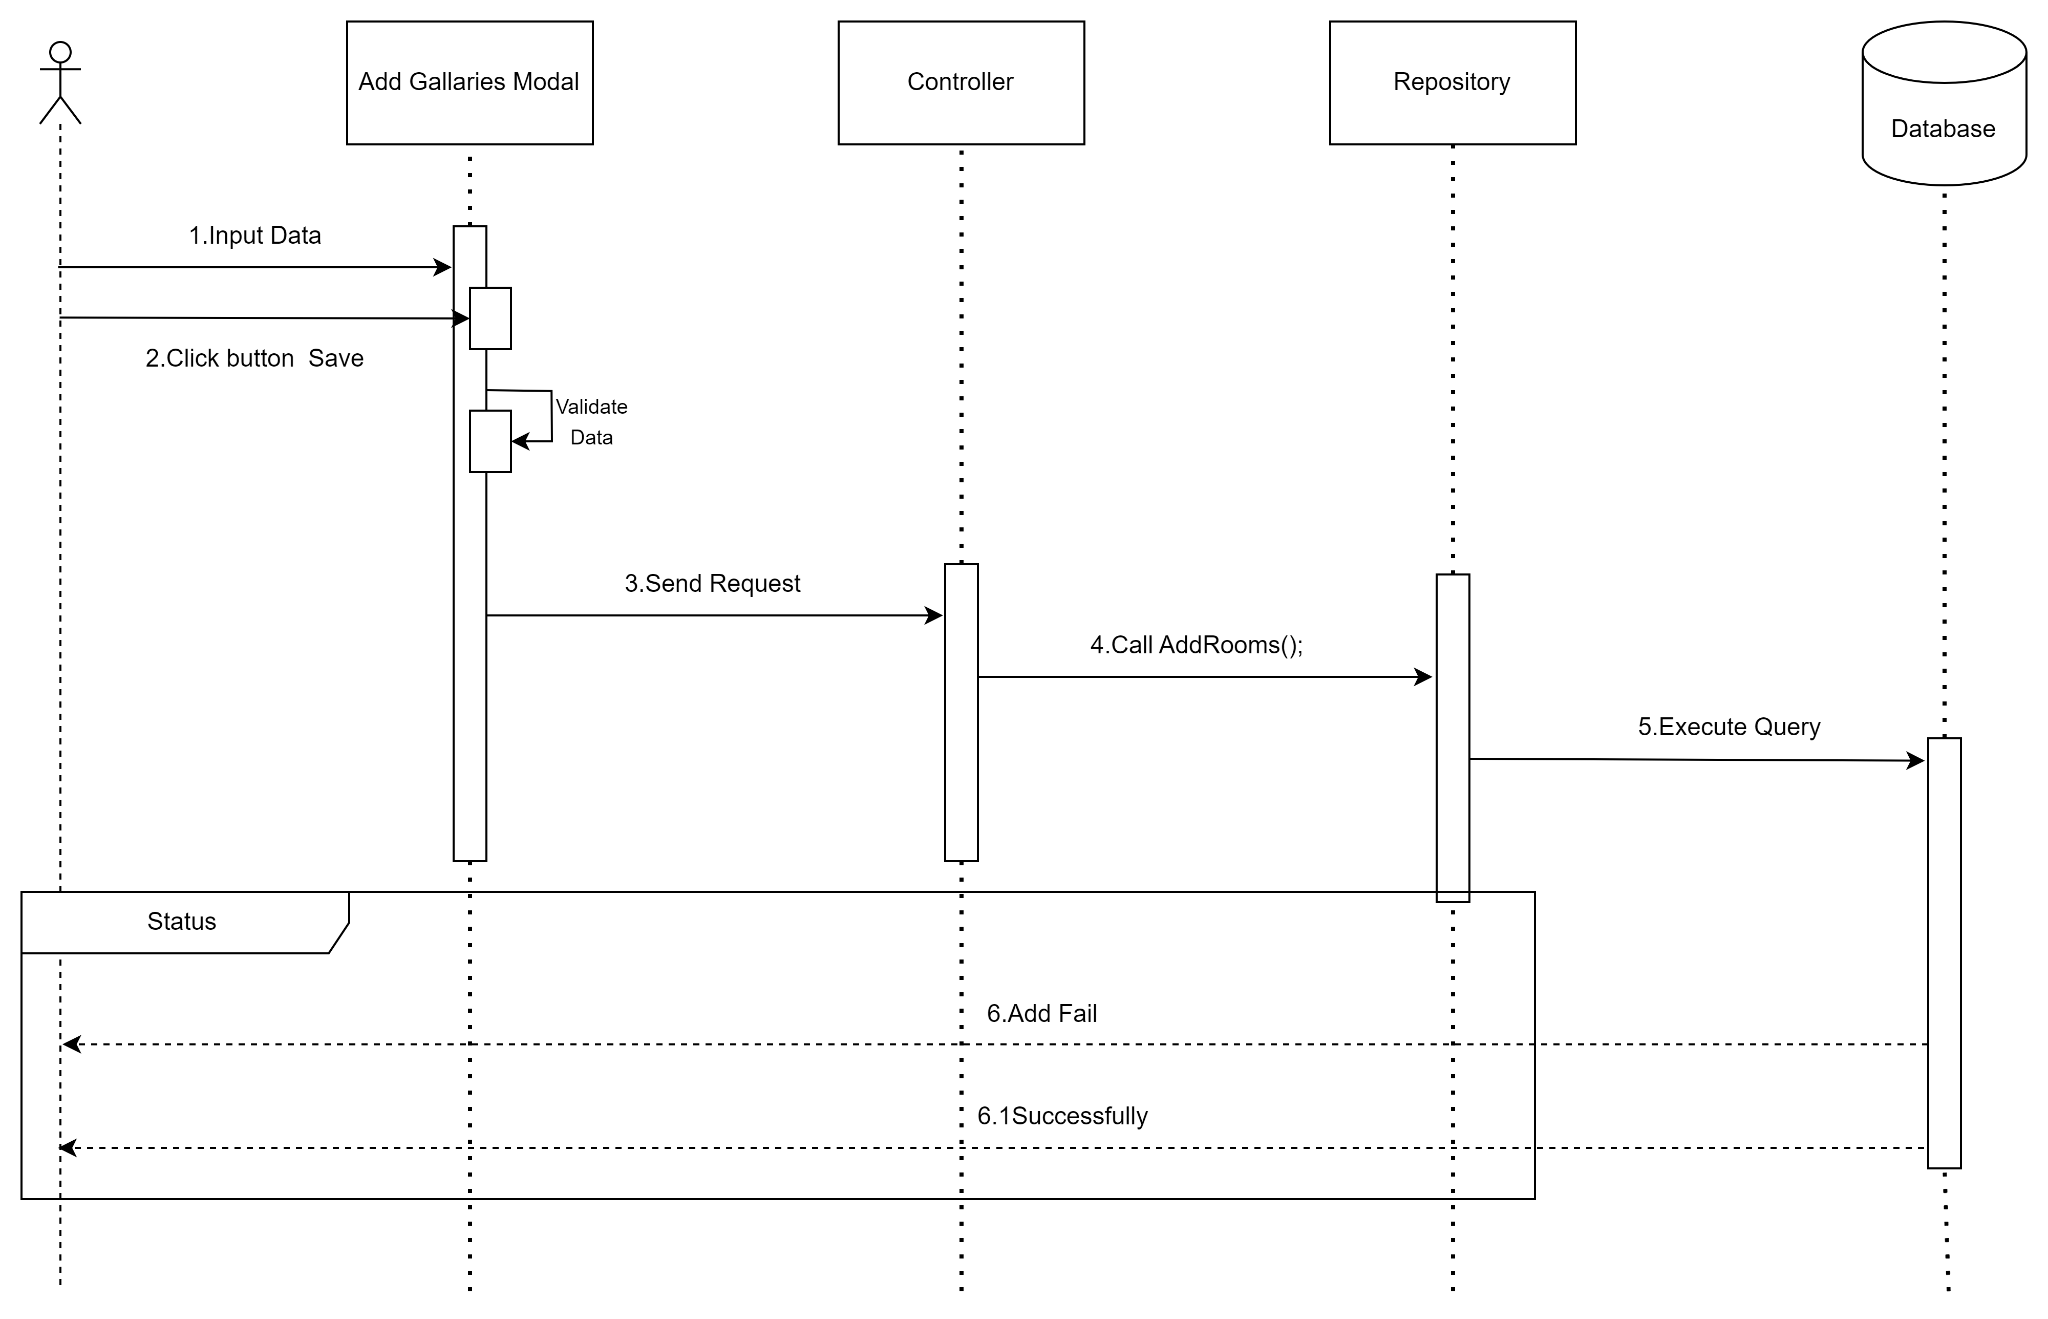 Add Gallaries Modal
Controller
Repository
Database
1.Input Data
2.Click button  Save
Validate
Data
3.Send Request
4.Call AddRooms();
5.Execute Query
Status
6.Add Fail
6.1Successfully